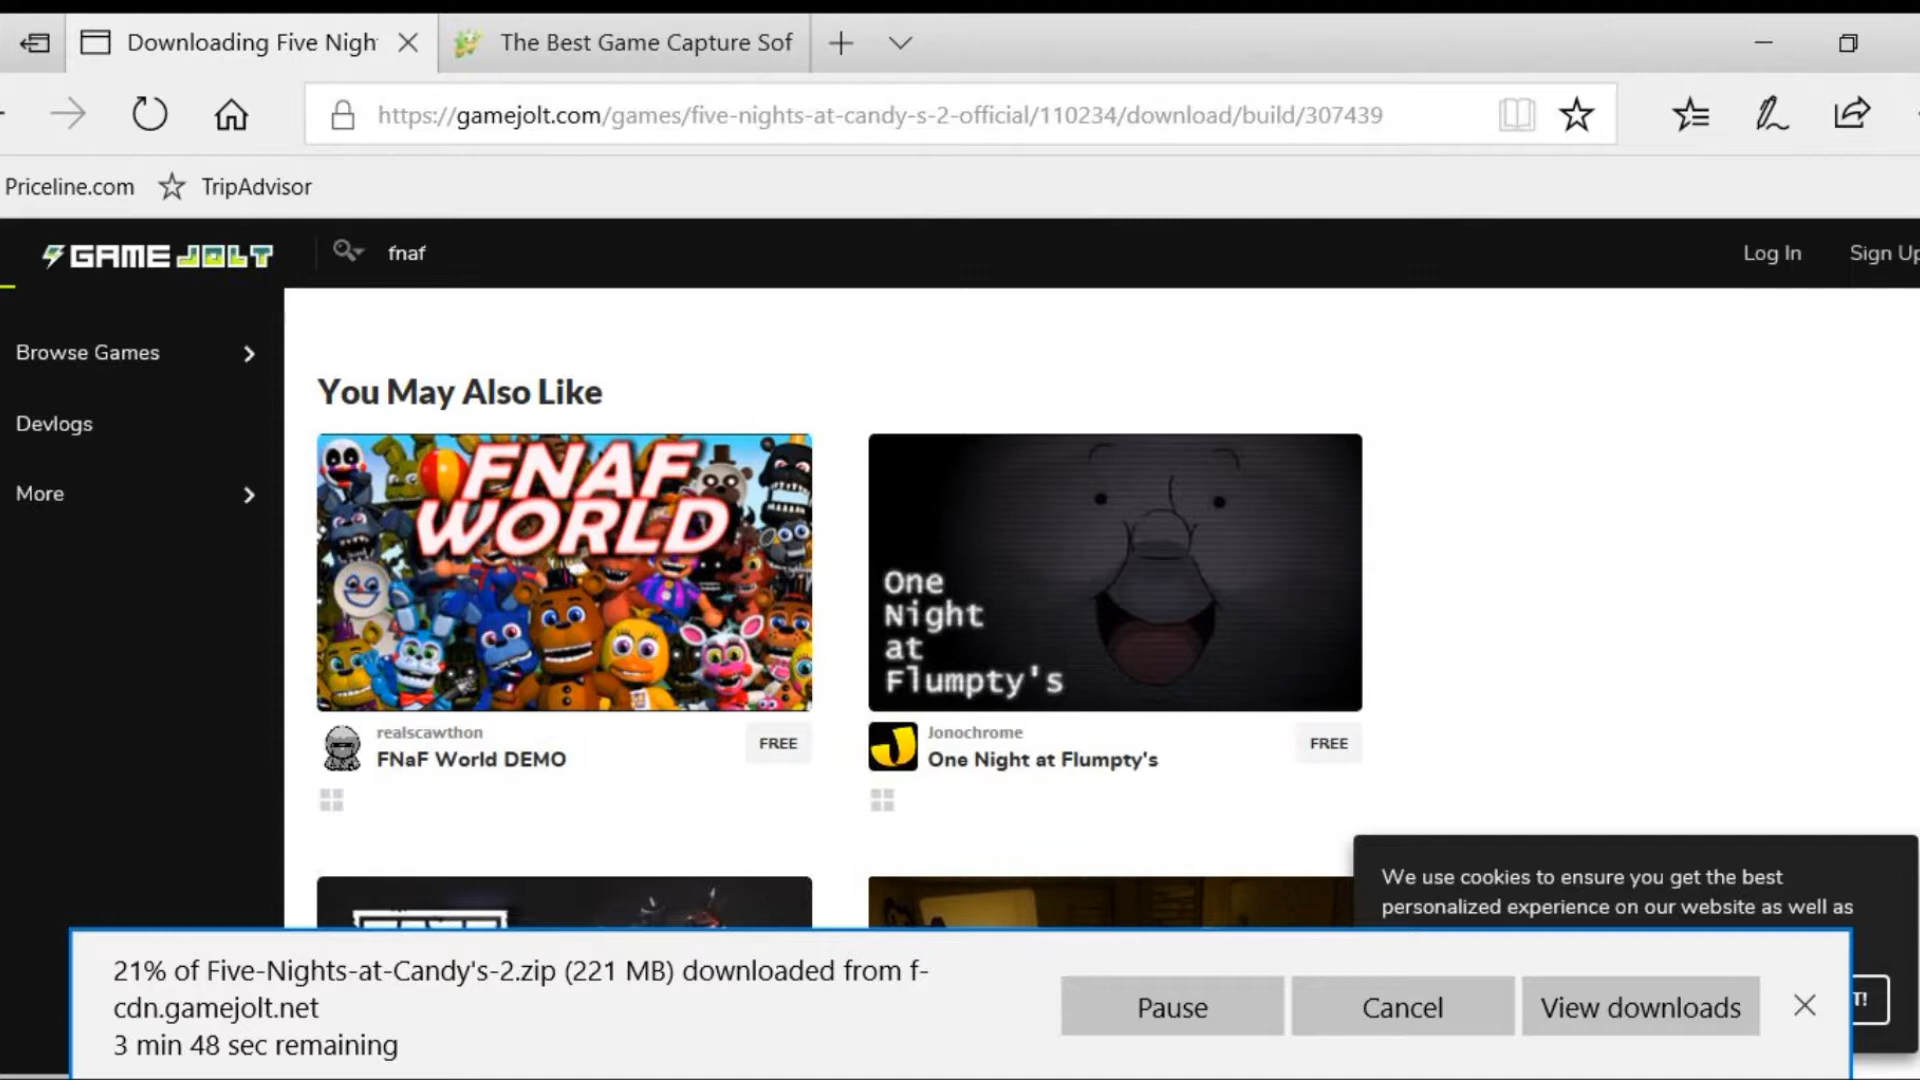 Downloading Five Nigh
The Best Game Capture Sof
https://gamejolt.com/games/five-nights-at-candy-s-2-official/110234/download/build/307439
Priceline.com
TripAdvisor
GAME JOLT
fnaf
Log In
Sign Up
Browse Games
Devlogs
More
You May Also Like
FNAF
WORLD
One
Night
at
Flumpty's
realscawthon
FNaF World DEMO
FREE
Jonochrome
One Night at Flumpty's
FREE
We use cookies to ensure you get the best
personalized experience on our website as well as
T!
21% of Five-Nights-at-Candy's-2.zip (221 MB) downloaded from f-
cdn.gamejolt.net
3 min 48 sec remaining
Pause
Cancel
View downloads